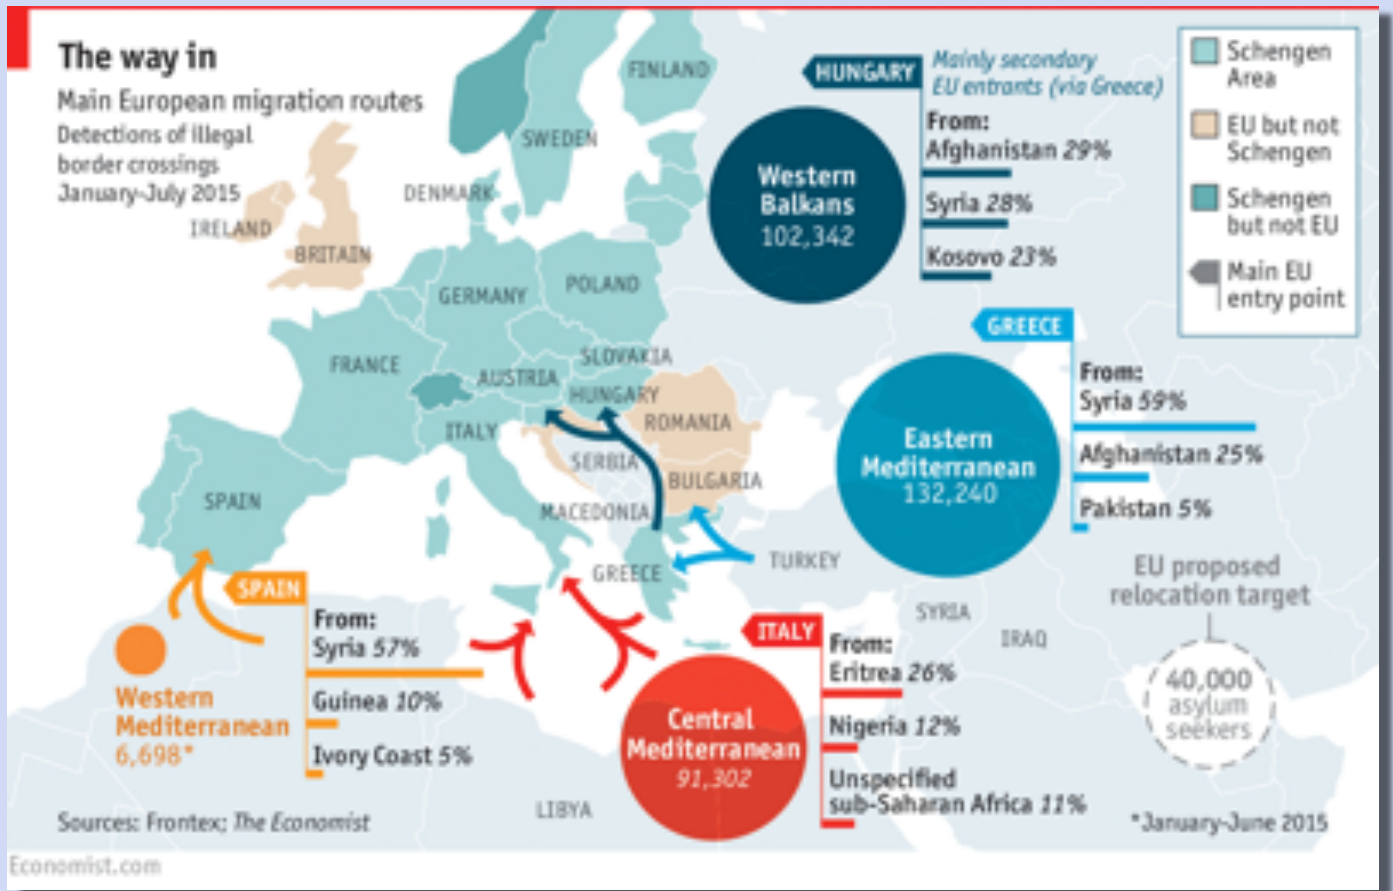 The way in
Main European migration routes
Detections of illegal
border crossings
January-July 2015
HUNGARY
Mainly secondary
EU entrants (via Greece)
From:
Afghanistan 29%
Syria 28%
Kosovo 23%
Western
Balkans
102,342
Schengen
Area
EU but not
Schengen
Schengen
but not EU
Main EU
entry point
FINLAND
SWEDEN
DENMARK
IRELAND
BRITAIN
GERMANY
POLAND
FRANCE
SLOVAKIA
AUSTRIA
HUNGARY
ITALY
ROMANIA
SERBIA
BULGARIA
SPAIN
MACEDONIA
GREECE
TURKEY
SYRIA
IRAQ
LIBYA
GREECE
From:
Syria 59%
Afghanistan 25%
Pakistan 5%
Eastern
Mediterranean
132,240
SPAIN
From:
Syria 57%
Guinea 10%
Ivory Coast 5%
Western
Mediterranean
6,698*
ITALY
From:
Eritrea 26%
Nigeria 12%
Unspecified
sub-Saharan Africa 11%
Central
Mediterranean
91,302
EU proposed
relocation target
40,000
asylum
seekers
Sources: Frontex; The Economist
*January-June 2015
Economist.com